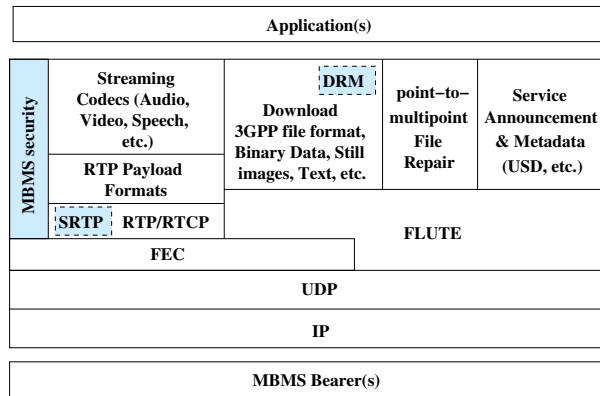 Application(s)
MBMS security
Streaming
Codecs (Audio,
Video, Speech,
etc.)
RTP Payload
Formats
SRTP RTP/RTCP
DRM
Download
3GPP file format,
Binary Data, Still
images, Text, etc.
point-to-
multipoint
File
Repair
Service
Announcement
& Metadata
(USD, etc.)
FLUTE
FEC
UDP
IP
MBMS Bearer(s)